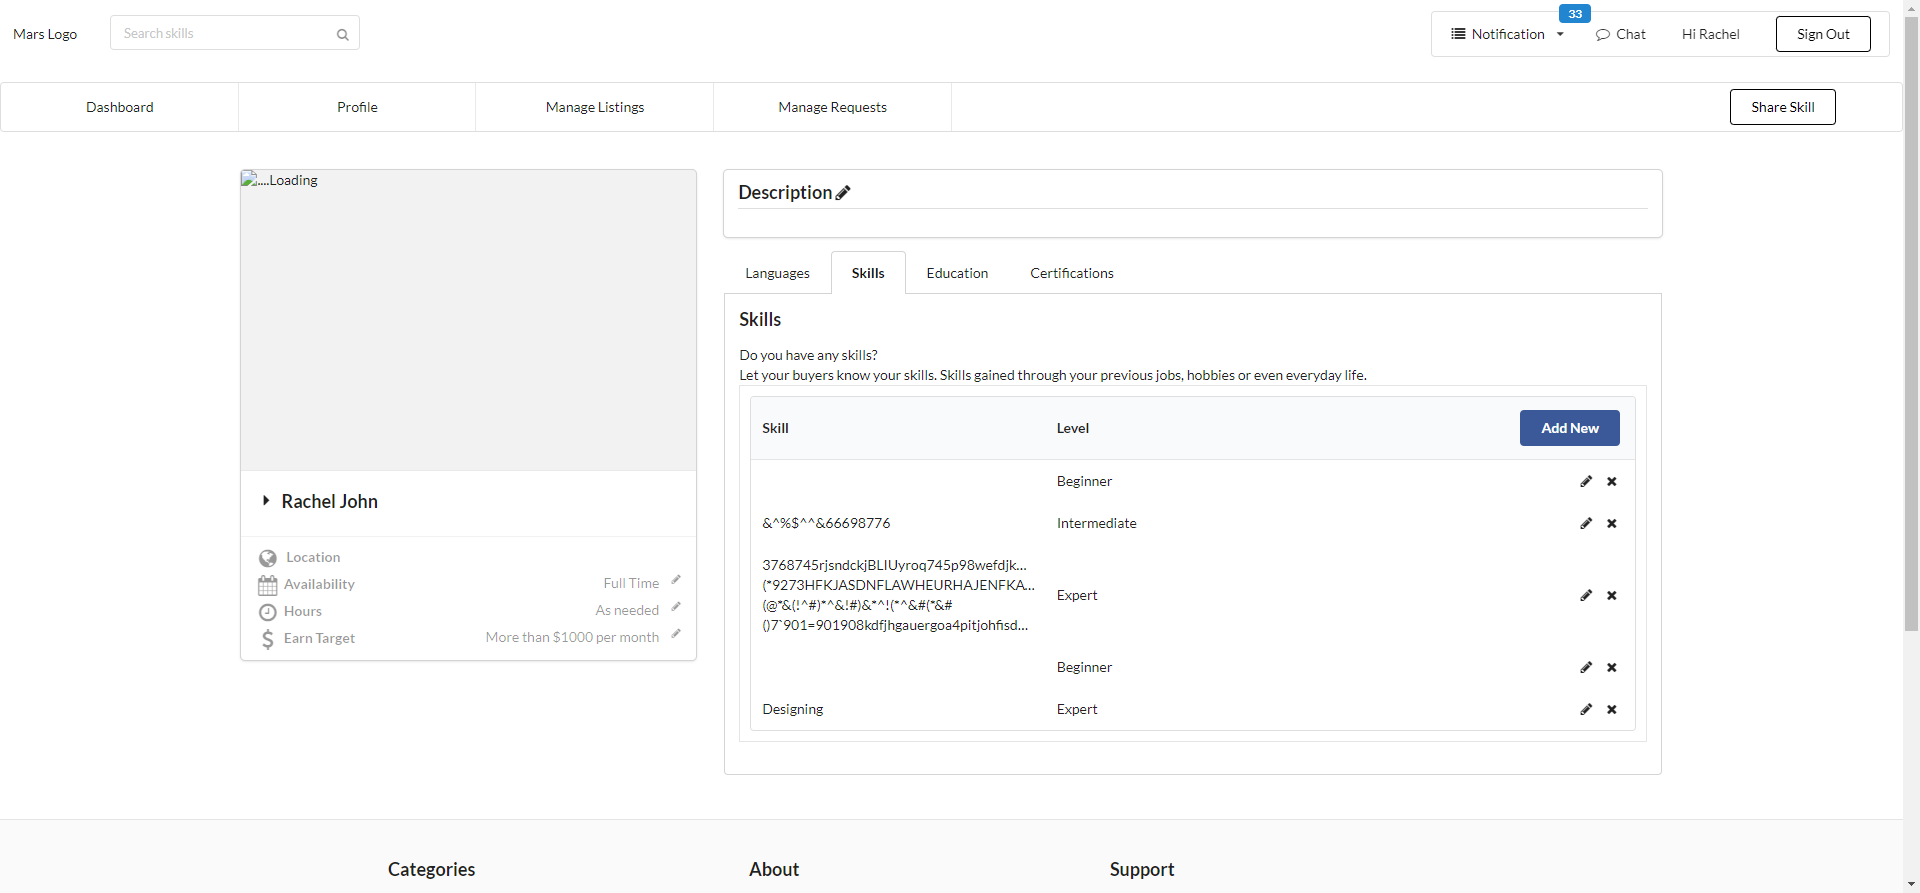 Mars Logo
Search skills
33
Notification
Chat
Hi Rachel
Sign Out
Dashboard
Profile
Manage Listings
Manage Requests
Share Skill
....Loading
Rachel John
Location
Availability
Full Time
Hours
As needed
Earn Target
More than $1000 per month
Description
Languages
Skills
Education
Certifications
Skills
Do you have any skills?
Let your buyers know your skills. Skills gained through your previous jobs, hobbies or even everyday life.
Skill
Level
Add New
Beginner
&^%$^^&66698776
Intermediate
3768745rjsndckjBLIUyroq745p98wefdjk...
(*9273HFKJASDNFLAWHEURHAJENFKA...
(@*&(!^#)*^&!#)&*^!(*^&#(*&#
()7`901=901908kdfjhgauergoa4pitjohfisd...
Expert
Beginner
Designing
Expert
Categories
About
Support